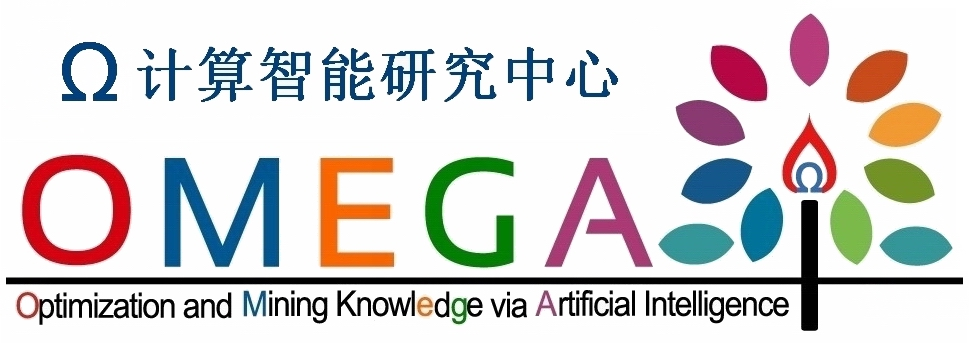 Ω 计算智能研究中心
OMEGA
Ω
Optimization and Mining Knowledge via Artificial Intelligence